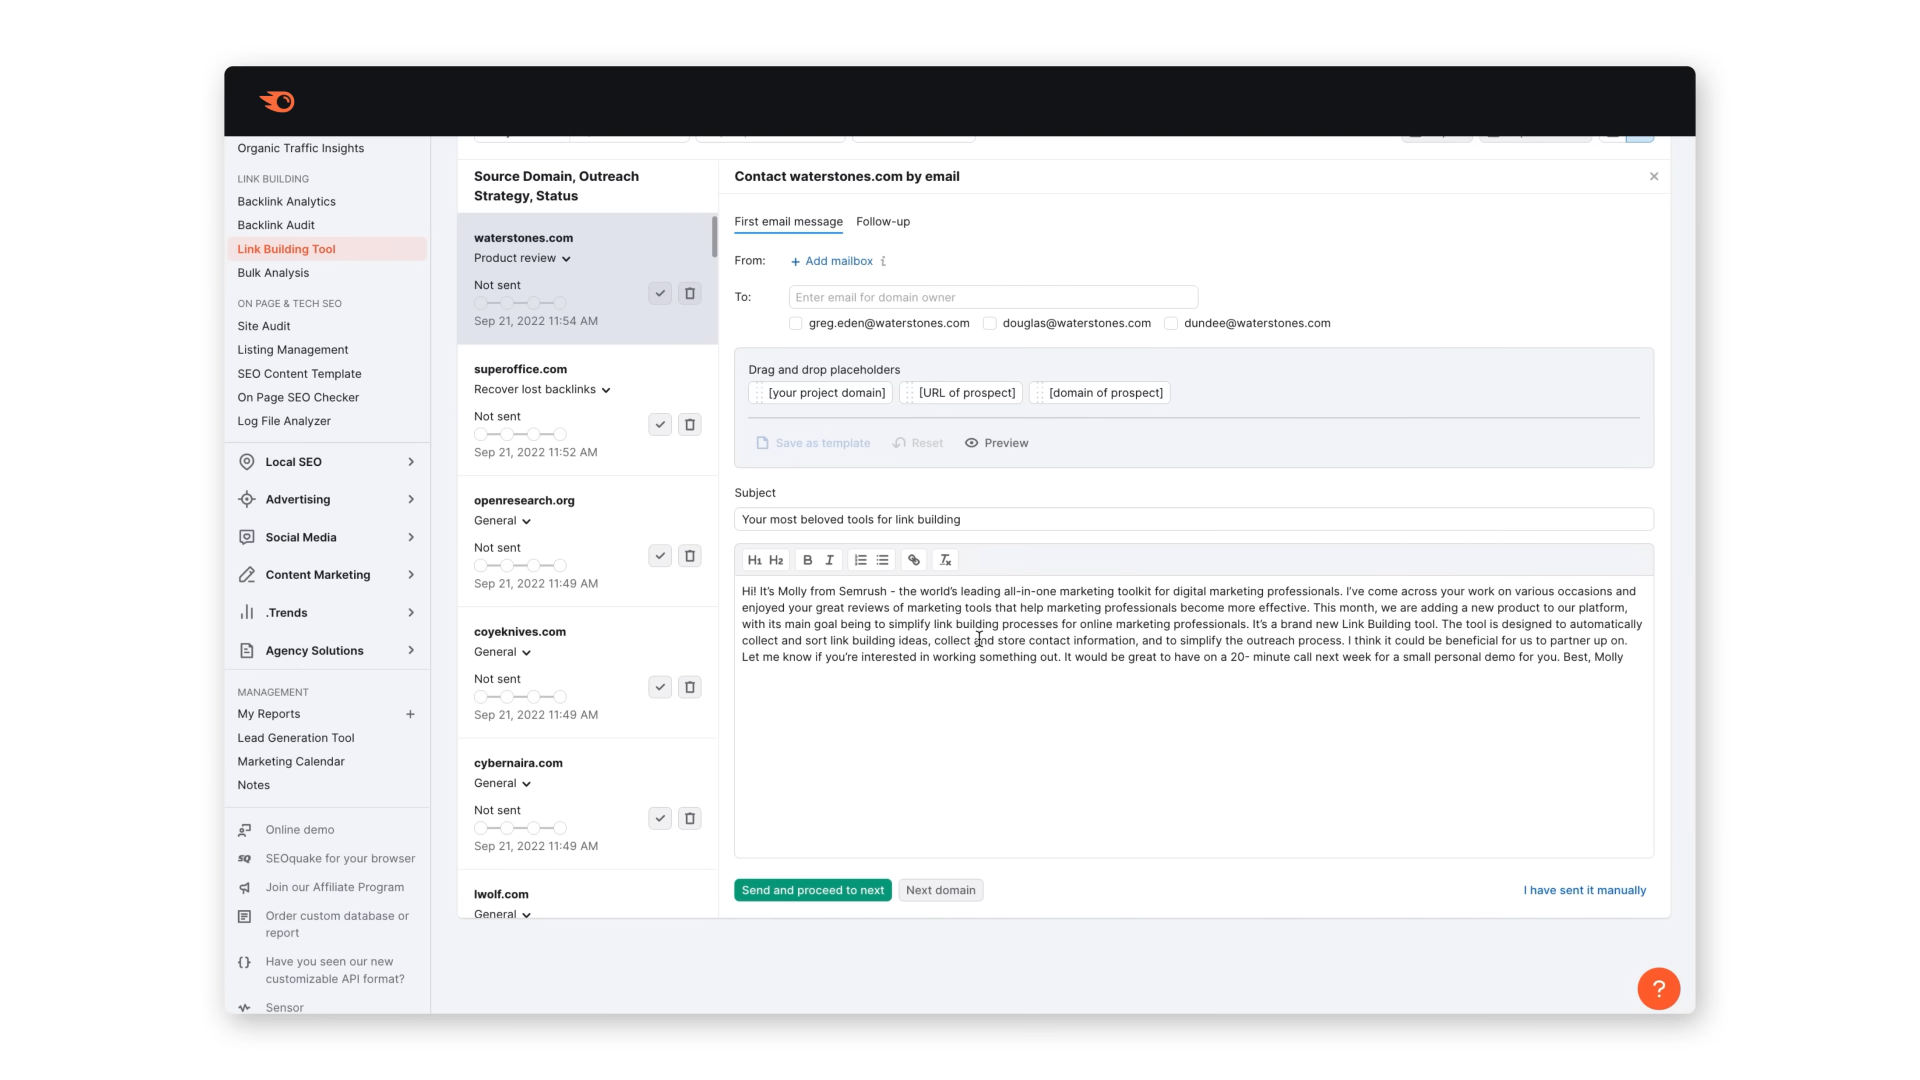 Organic Traffic Insights
LINK BUILDING
Backlink Analytics
Backlink Audit
Link Building Tool
Bulk Analysis
ON PAGE & TECH SEO
Site Audit
Listing Management
SEO Content Template
On Page SEO Checker
Log File Analyzer
Local SEO
Advertising
Social Media
Content Marketing
.Trends
Agency Solutions
MANAGEMENT
My Reports
Lead Generation Tool
Marketing Calendar
Notes
Online demo
SQ SEOquake for your browser
Join our Affiliate Program
Order custom database or
report
Have you seen our new
customizable API format?
Sensor
Source Domain, Outreach
Strategy, Status
waterstones.com
Product review
Not sent
Sep 21, 2022 11:54 AM
superoffice.com
Recover lost backlinks
Not sent
Sep 21, 2022 11:52 AM
openresearch.org
General
Not sent
Sep 21, 2022 11:49 AM
coyeknives.com
General
Not sent
Sep 21, 2022 11:49 AM
cybernaira.com
General
Not sent
Sep 21, 2022 11:49 AM
lwolf.com
General
Contact waterstones.com by email
First email message Follow-up
From: + Add mailbox i
To: Enter email for domain owner
greg.eden@waterstones.com douglas@waterstones.com dundee@waterstones.com
Drag and drop placeholders
[your project domain] [URL of prospect] [domain of prospect]
Save as template Reset Preview
Subject
Your most beloved tools for link building
H1 H2 B I
Hi! It’s Molly from Semrush - the world’s leading all-in-one marketing toolkit for digital marketing professionals. I’ve come across your work on various occasions and
enjoyed your great reviews of marketing tools that help marketing professionals become more effective. This month, we are adding a new product to our platform,
with its main goal being to simplify link building processes for online marketing professionals. It’s a brand new Link Building tool. The tool is designed to automatically
collect and sort link building ideas, collect and store contact information, and to simplify the outreach process. I think it could be beneficial for us to partner up on.
Let me know if you’re interested in working something out. It would be great to have on a 20- minute call next week for a small personal demo for you. Best, Molly
Send and proceed to next Next domain I have sent it manually
?